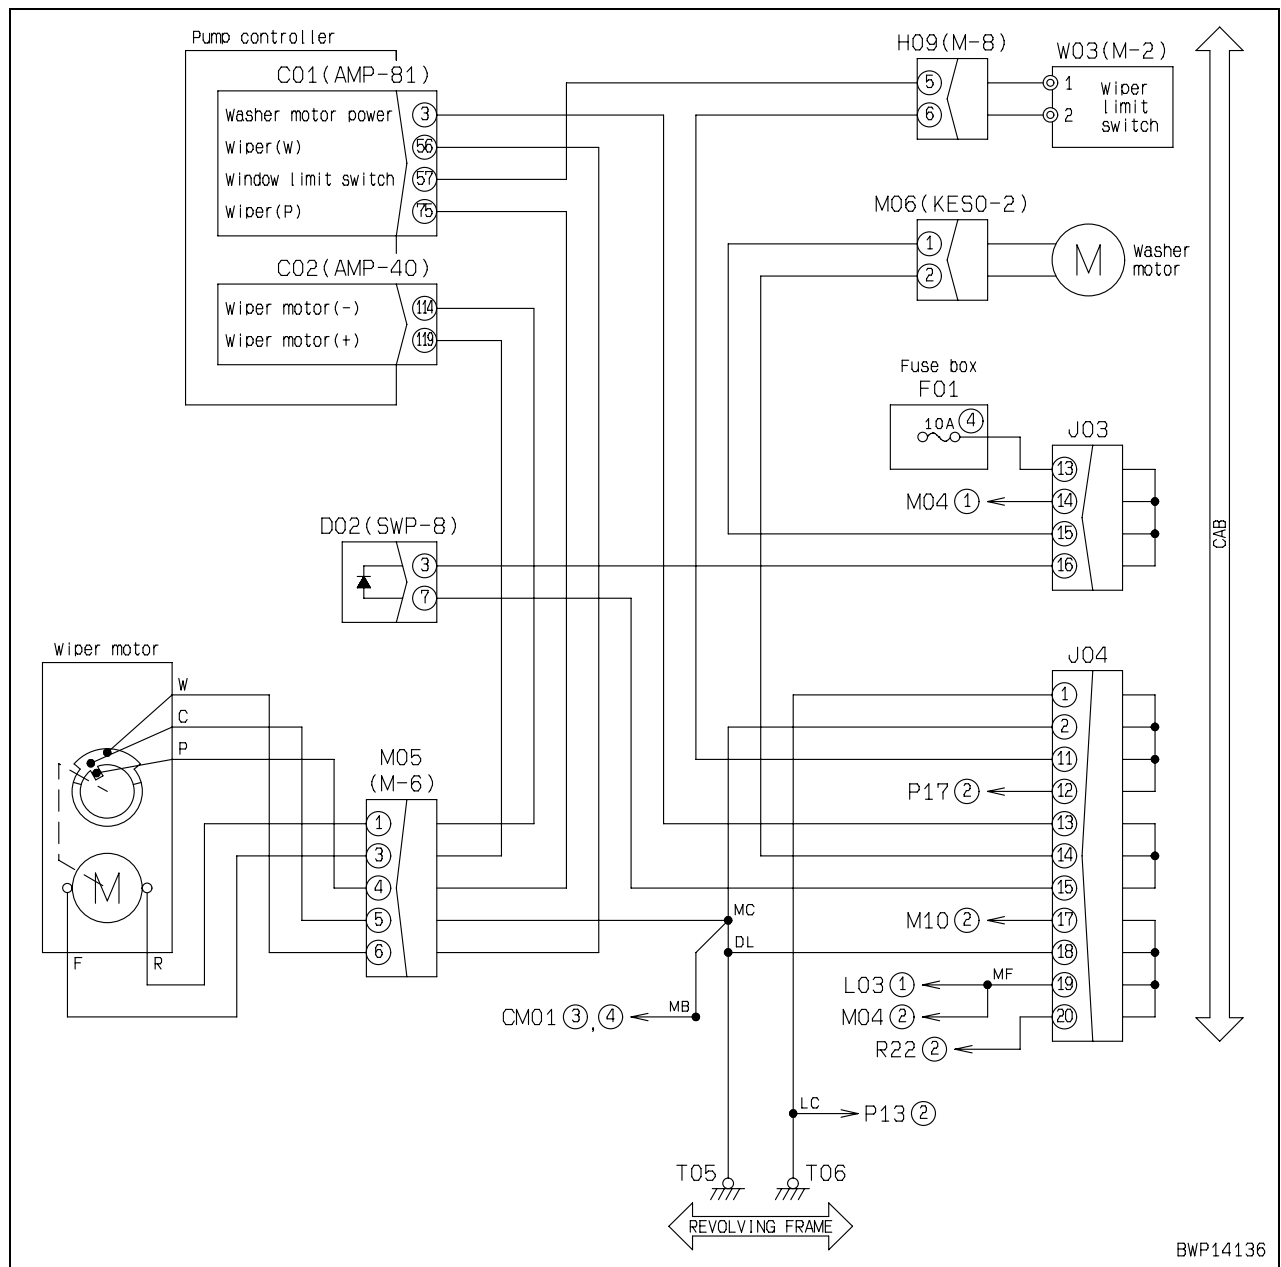 Pump controller
C01(AMP-81)
Washer motor power 3
Wiper(W) 56
Window limit switch 57
Wiper(P) 75
C02(AMP-40)
Wiper motor(-) 114
Wiper motor(+) 119
H09(M-8)
5
6
W03(M-2)
1
2
Wiper
limit
switch
M06(KESO-2)
1
2
M
Washer
motor
Fuse box
F01
10A 4
J03
13
M04 1
14
15
16
D02(SWP-8)
3
7
CAB
Wiper motor
W
C
P
M
F
R
M05
(M-6)
1
3
4
5
6
J04
1
2
11
P17 2
12
13
14
15
MC
M10 2
17
DL
18
L03 1
MF
19
M04 2
20
R22 2
CM01 3, 4
MB
LC
P13 2
T05
T06
REVOLVING FRAME
BWP14136